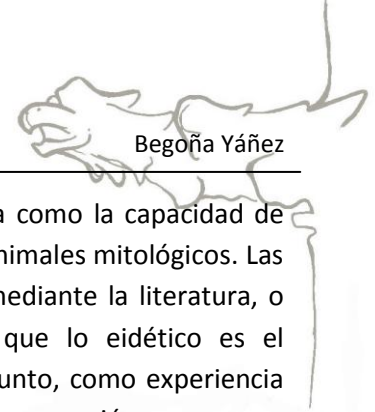 Begoña Yáñez
a como la capacidad de
nimales mitológicos. Las
nediante la literatura, o
que lo eidético es el
unto, como experiencia